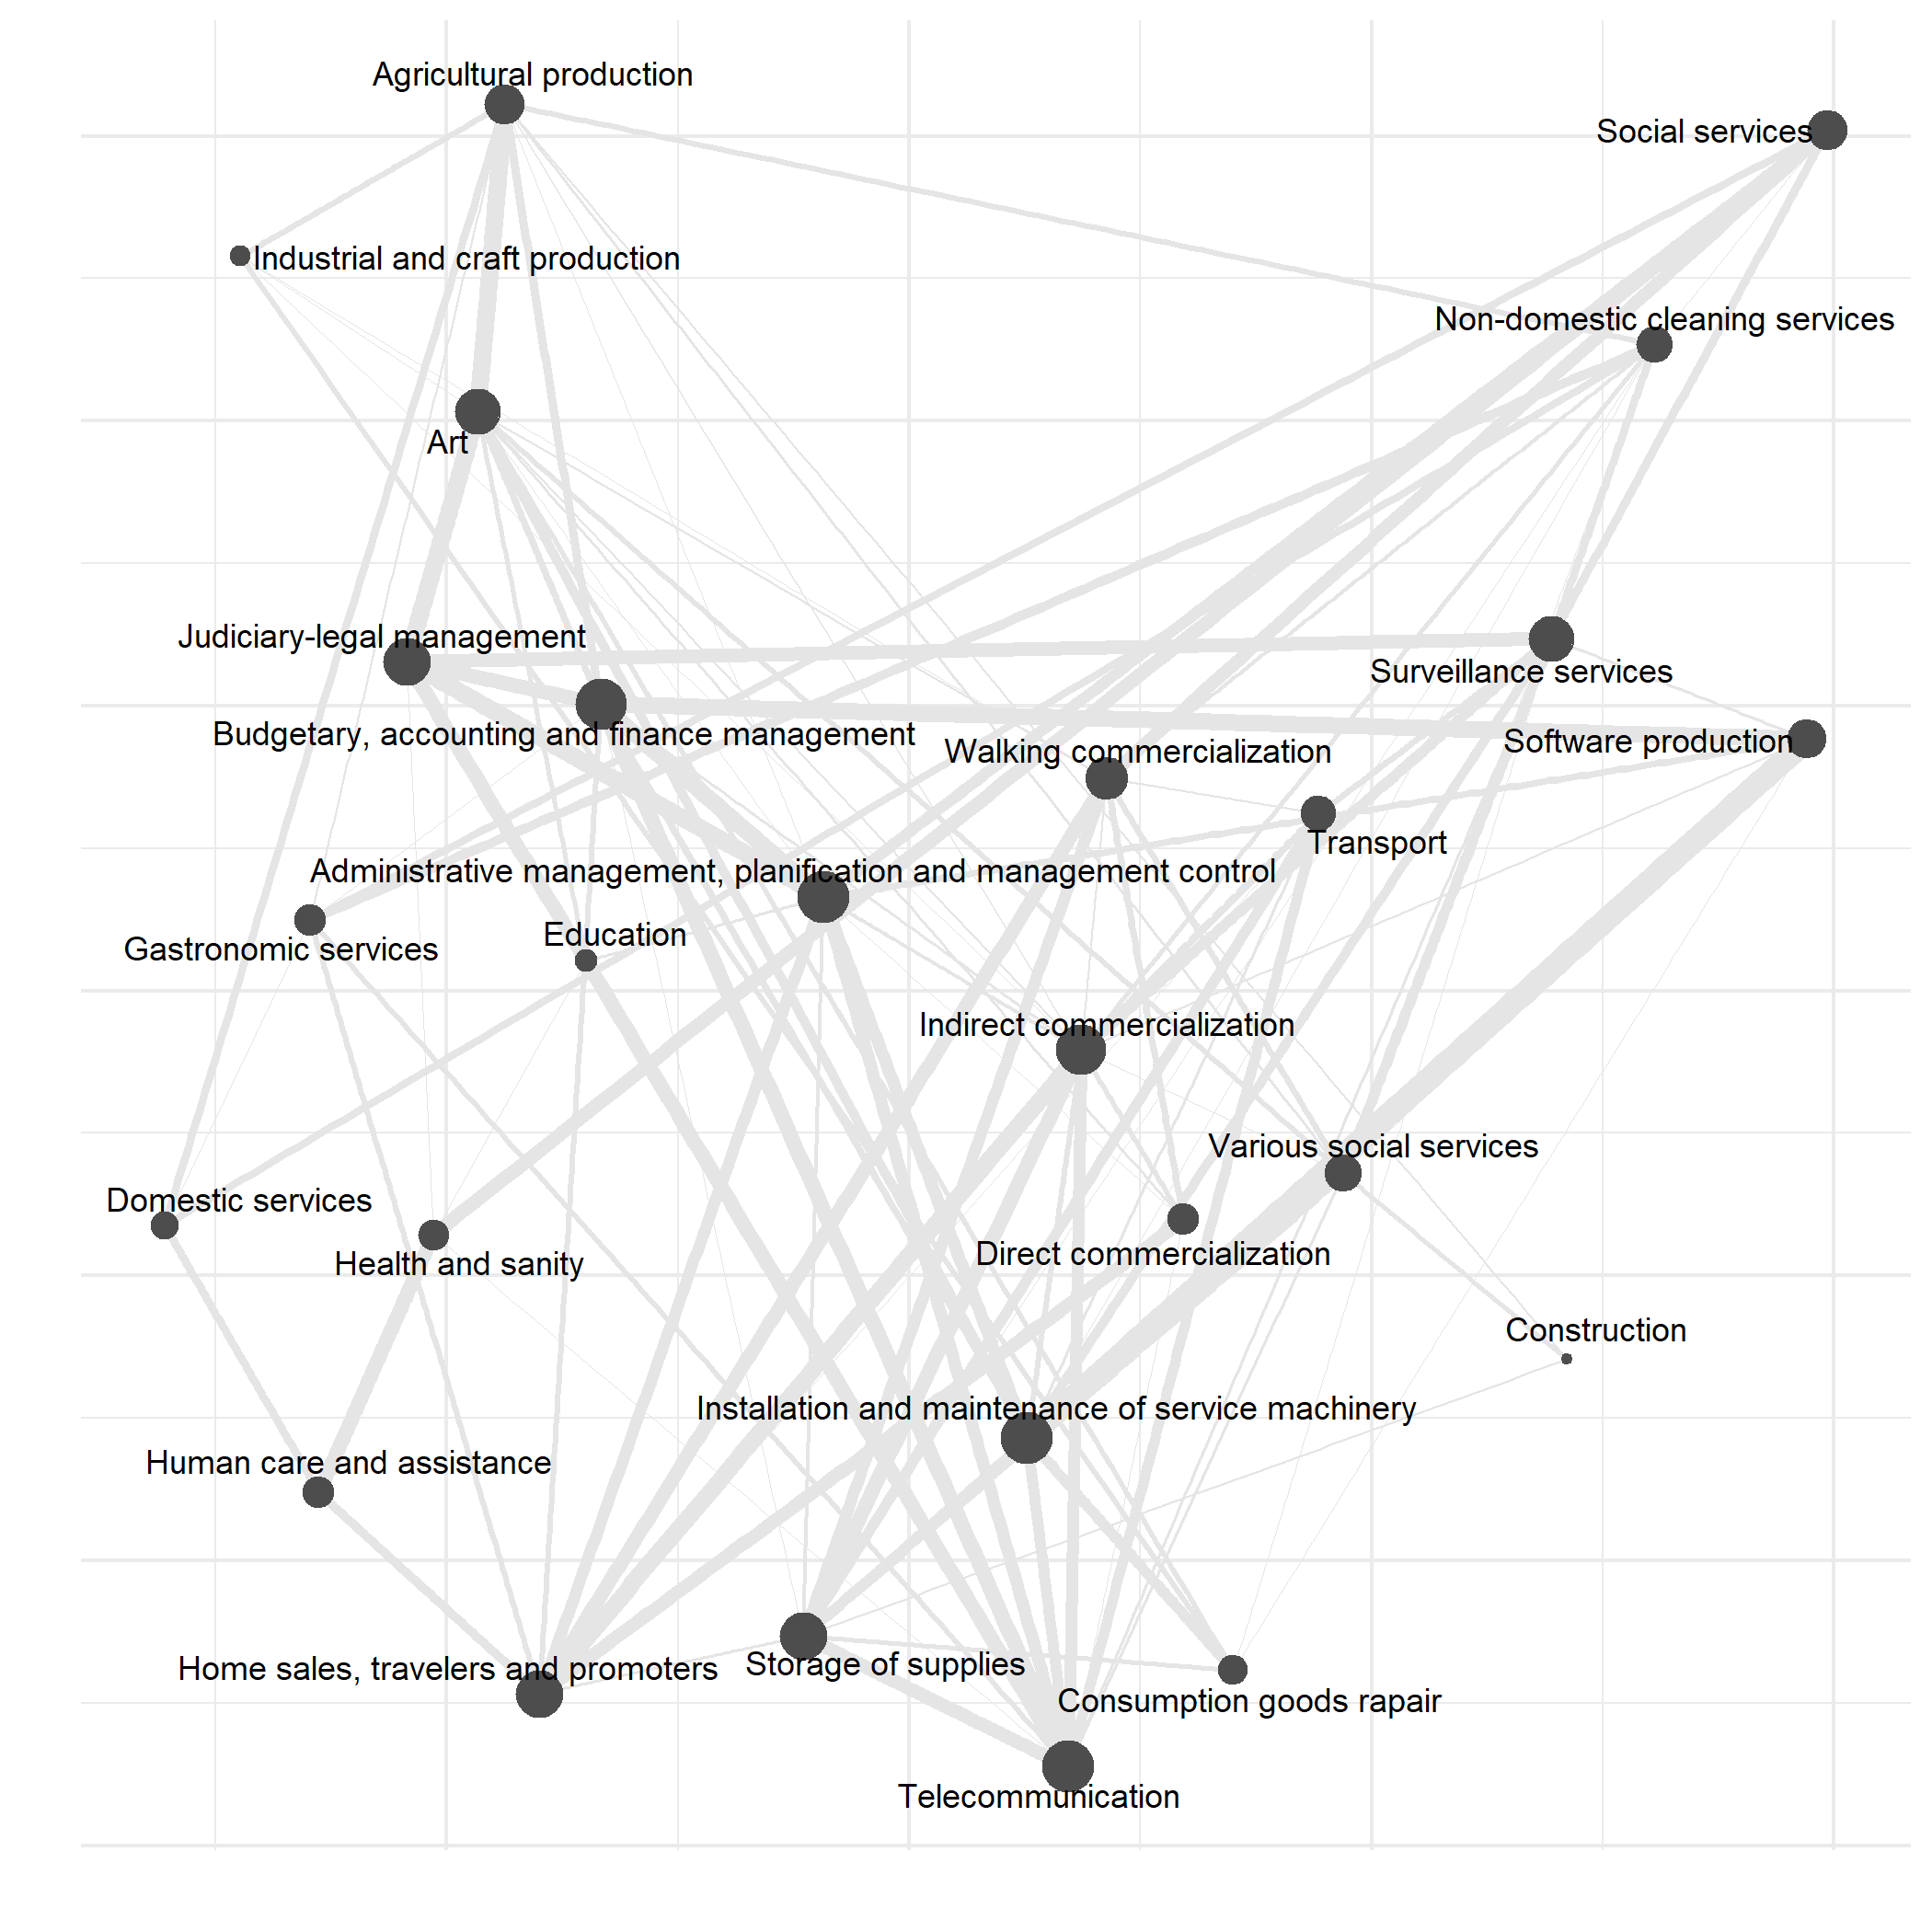 Agricultural production
Social services
Industrial and craft production
Non-domestic cleaning services
Art
Judiciary-legal management
Surveillance services
Budgetary, accounting and finance management
Software production
Walking commercialization
Transport
Administrative management, planification and management control
Education
Gastronomic services
Indirect commercialization
Various social services
Domestic services
Direct commercialization
Health and sanity
Construction
Installation and maintenance of service machinery
Human care and assistance
Storage of supplies
Home sales, travelers and promoters
Consumption goods rapair
Telecommunication